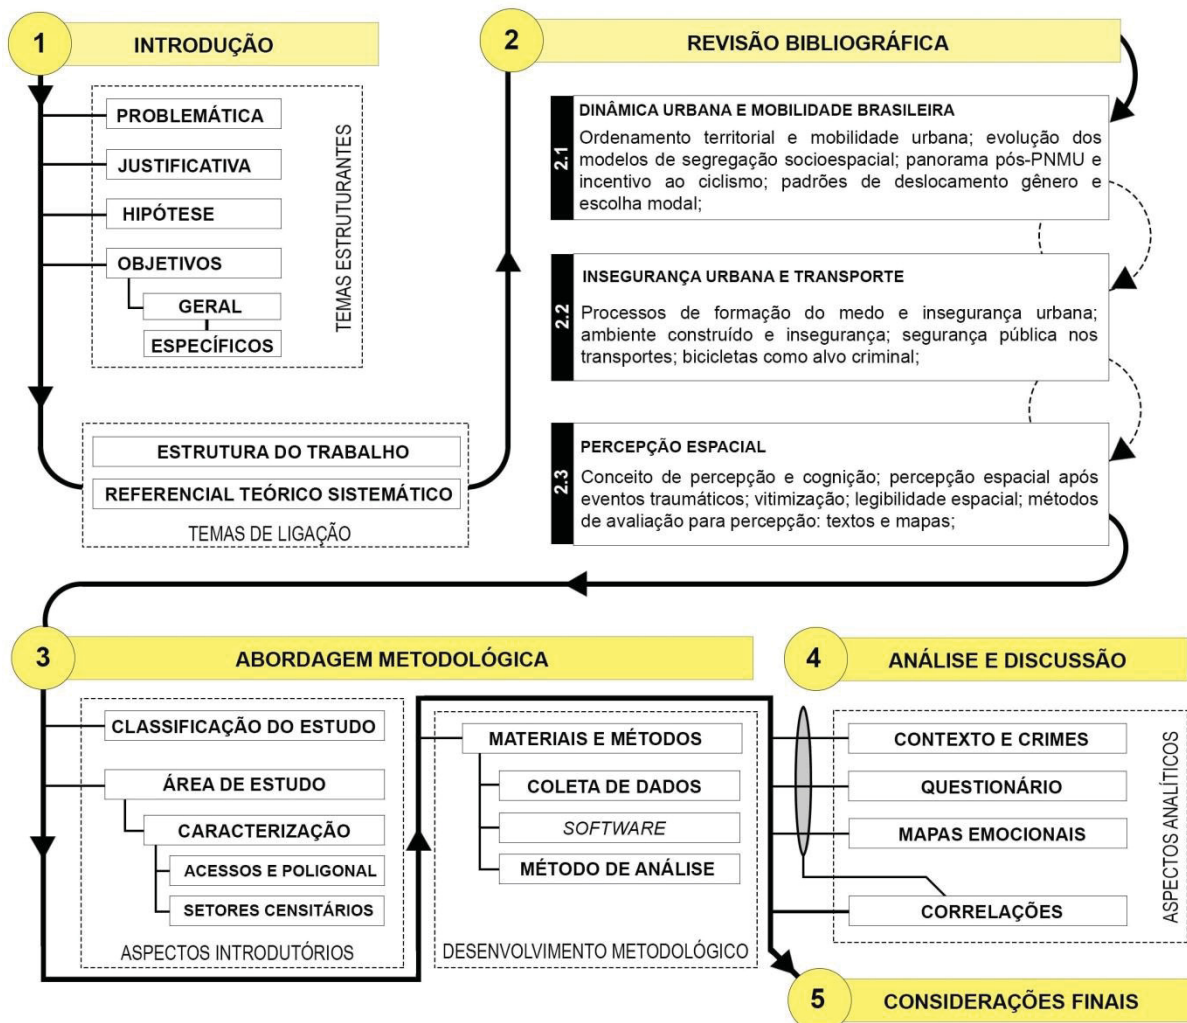 1
INTRODUÇÃO
PROBLEMÁTICA
JUSTIFICATIVA
HIPÓTESE
OBJETIVOS
GERAL
ESPECÍFICOS
TEMAS ESTRUTURANTES
ESTRUTURA DO TRABALHO
REFERENCIAL TEÓRICO SISTEMÁTICO
TEMAS DE LIGAÇÃO
2
REVISÃO BIBLIOGRÁFICA
2.1
DINÂMICA URBANA E MOBILIDADE BRASILEIRA
Ordenamento territorial e mobilidade urbana; evolução dos
modelos de segregação socioespacial; panorama pós-PNMU e
incentivo ao ciclismo; padrões de deslocamento gênero e
escolha modal;
2.2
INSEGURANÇA URBANA E TRANSPORTE
Processos de formação do medo e insegurança urbana;
ambiente construído e insegurança; segurança pública nos
transportes; bicicletas como alvo criminal;
2.3
PERCEPÇÃO ESPACIAL
Conceito de percepção e cognição; percepção espacial após
eventos traumáticos; vitimização; legibilidade espacial; métodos
de avaliação para percepção: textos e mapas;
3
ABORDAGEM METODOLÓGICA
CLASSIFICAÇÃO DO ESTUDO
ÁREA DE ESTUDO
CARACTERIZAÇÃO
ACESSOS E POLIGONAL
SETORES CENSITÁRIOS
ASPECTOS INTRODUTÓRIOS
MATERIAIS E MÉTODOS
COLETA DE DADOS
SOFTWARE
MÉTODO DE ANÁLISE
DESENVOLVIMENTO METODOLÓGICO
4
ANÁLISE E DISCUSSÃO
CONTEXTO E CRIMES
QUESTIONÁRIO
MAPAS EMOCIONAIS
CORRELAÇÕES
ASPECTOS ANALÍTICOS
5
CONSIDERAÇÕES FINAIS